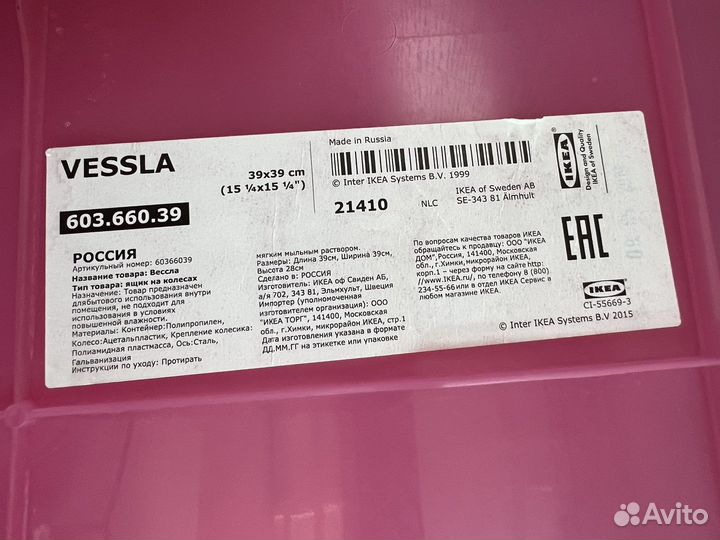 VESSLA
603.660.39
39x39 cm
(15 ¼x15 ¼")
Made in Russia
© Inter IKEA Systems B.V. 1999
21410
NLC
IKEA of Sweden AB
SE-343 81 Älmhult
IKEA
Design and Quality
IKEA of Sweden
РОССИЯ
Артикульный номер: 60366039
Название товара: Вессла
Тип товара: ящик на колесах
Назначение: Товар предназначен
длябытового использования внутри
помещения, не подходит для
использования в условиях
повышенной влажности.
Материалы: Контейнер:Полипропилен,
Колесо:Ацетальпластик, Крепление колесика:
Полиамидная пластмасса, Ось:Сталь,
Гальванизация
Инструкции по уходу: Протирать
мягким мыльным раствором.
Размеры: Длина 39см, Ширина 39см,
Высота 28см
Сделано в: РОССИЯ
Изготовитель: ИКЕА оф Свиден АБ,
а/я 702, 343 81, Эльмхульт, Швеция
Импортер (уполномоченная
изготовителем организация): ООО
"ИКЕА ТОРГ", 141400, Московская
обл., г.Химки, микрорайон ИКЕА, стр.1
Дата изготовления указана в формате
ДД.ММ.ГГ на этикетке или упаковке
По вопросам качества товаров ИКЕА
обращайтесь к продавцу: ООО "ИКЕА
ДОМ",Россия, 141400, Московская
обл., г.Химки, микрорайон ИКЕА,
корп.1 – через сайт http:
//www.IKEA.ru/, по телефону 8 (800)
234-55-66или в отдел ИКЕА Сервис в
любом магазине ИКЕА.
EAC
IKEA
CI-55669-3
© Inter IKEA Systems B.V 2015
Avito